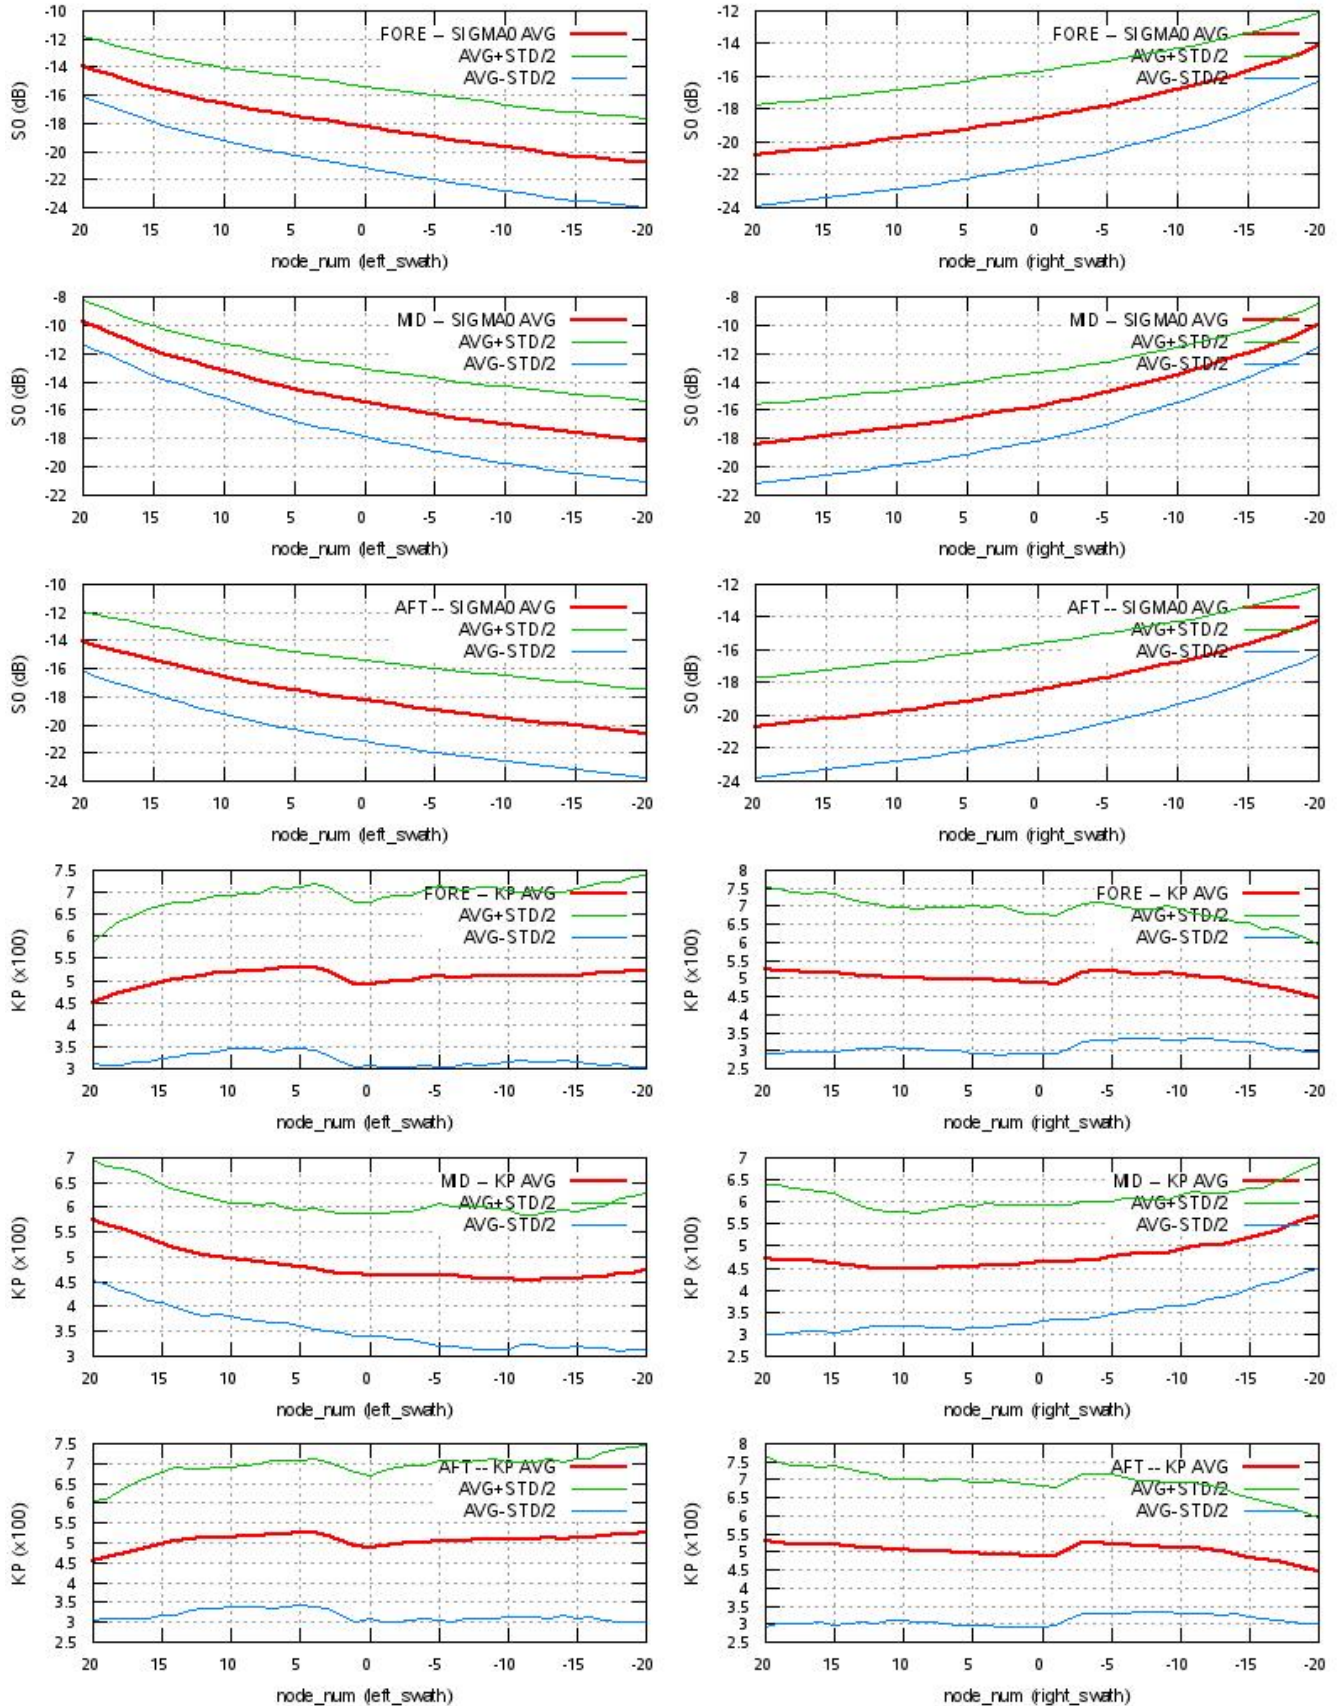 -10
-12
-14
-16
-18
-20
-22
-24
S0 (dB)
FORE -- SIGMA0 AVG
AVG+STD/2
AVG-STD/2
20 15 10 5 0 -5 -10 -15 -20
node_num (left_swath)
-12
-14
-16
-18
-20
-22
-24
S0 (dB)
FORE -- SIGMA0 AVG
AVG+STD/2
AVG-STD/2
20 15 10 5 0 -5 -10 -15 -20
node_num (right_swath)
-8
-10
-12
-14
-16
-18
-20
-22
S0 (dB)
MID -- SIGMA0 AVG
AVG+STD/2
AVG-STD/2
20 15 10 5 0 -5 -10 -15 -20
node_num (left_swath)
-8
-10
-12
-14
-16
-18
-20
-22
S0 (dB)
MID -- SIGMA0 AVG
AVG+STD/2
AVG-STD/2
20 15 10 5 0 -5 -10 -15 -20
node_num (right_swath)
-10
-12
-14
-16
-18
-20
-22
-24
S0 (dB)
AFT -- SIGMA0 AVG
AVG+STD/2
AVG-STD/2
20 15 10 5 0 -5 -10 -15 -20
node_num (left_swath)
-12
-14
-16
-18
-20
-22
-24
S0 (dB)
AFT -- SIGMA0 AVG
AVG+STD/2
AVG-STD/2
20 15 10 5 0 -5 -10 -15 -20
node_num (right_swath)
7.5
7
6.5
6
5.5
5
4.5
4
3.5
3
KP (x100)
FORE -- KP AVG
AVG+STD/2
AVG-STD/2
20 15 10 5 0 -5 -10 -15 -20
node_num (left_swath)
8
7.5
7
6.5
6
5.5
5
4.5
4
3.5
3
2.5
KP (x100)
FORE -- KP AVG
AVG+STD/2
AVG-STD/2
20 15 10 5 0 -5 -10 -15 -20
node_num (right_swath)
7
6.5
6
5.5
5
4.5
4
3.5
3
KP (x100)
MID -- KP AVG
AVG+STD/2
AVG-STD/2
20 15 10 5 0 -5 -10 -15 -20
node_num (left_swath)
7
6.5
6
5.5
5
4.5
4
3.5
3
2.5
KP (x100)
MID -- KP AVG
AVG+STD/2
AVG-STD/2
20 15 10 5 0 -5 -10 -15 -20
node_num (right_swath)
7.5
7
6.5
6
5.5
5
4.5
4
3.5
3
2.5
KP (x100)
AFT -- KP AVG
AVG+STD/2
AVG-STD/2
20 15 10 5 0 -5 -10 -15 -20
node_num (left_swath)
8
7.5
7
6.5
6
5.5
5
4.5
4
3.5
3
2.5
KP (x100)
AFT -- KP AVG
AVG+STD/2
AVG-STD/2
20 15 10 5 0 -5 -10 -15 -20
node_num (right_swath)